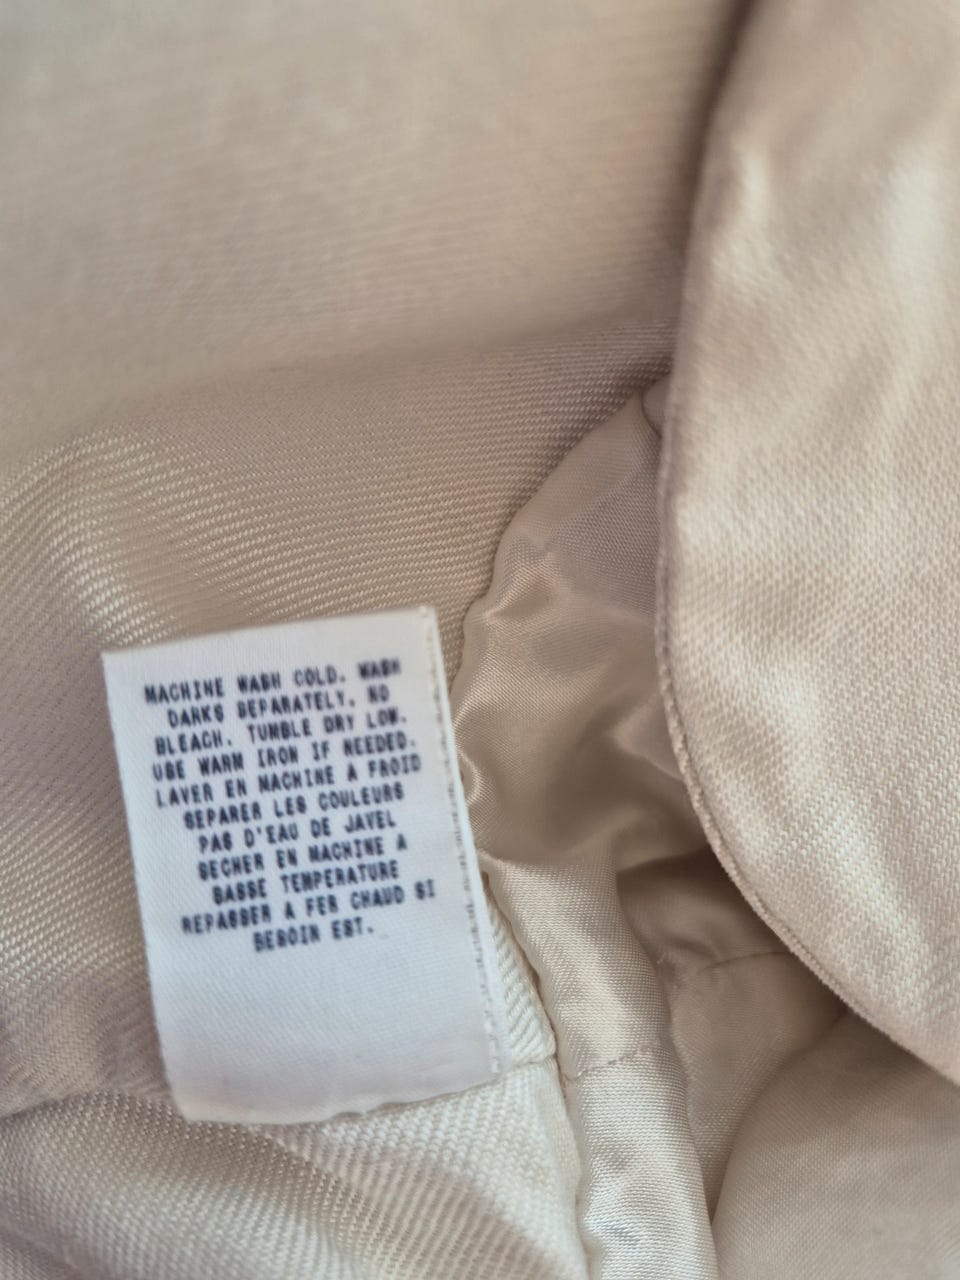 MACHINE WASH COLD. WASH
DARKS SEPARATELY. NO
BLEACH. TUMBLE DRY LOW.
USE WARM IRON IF NEEDED.
LAVER EN MACHINE A FROID
SEPARER LES COULEURS
PAS D'EAU DE JAVEL
SECHER EN MACHINE A
BASSE TEMPERATURE
REPASSER A FER CHAUD SI
BESOIN EST.